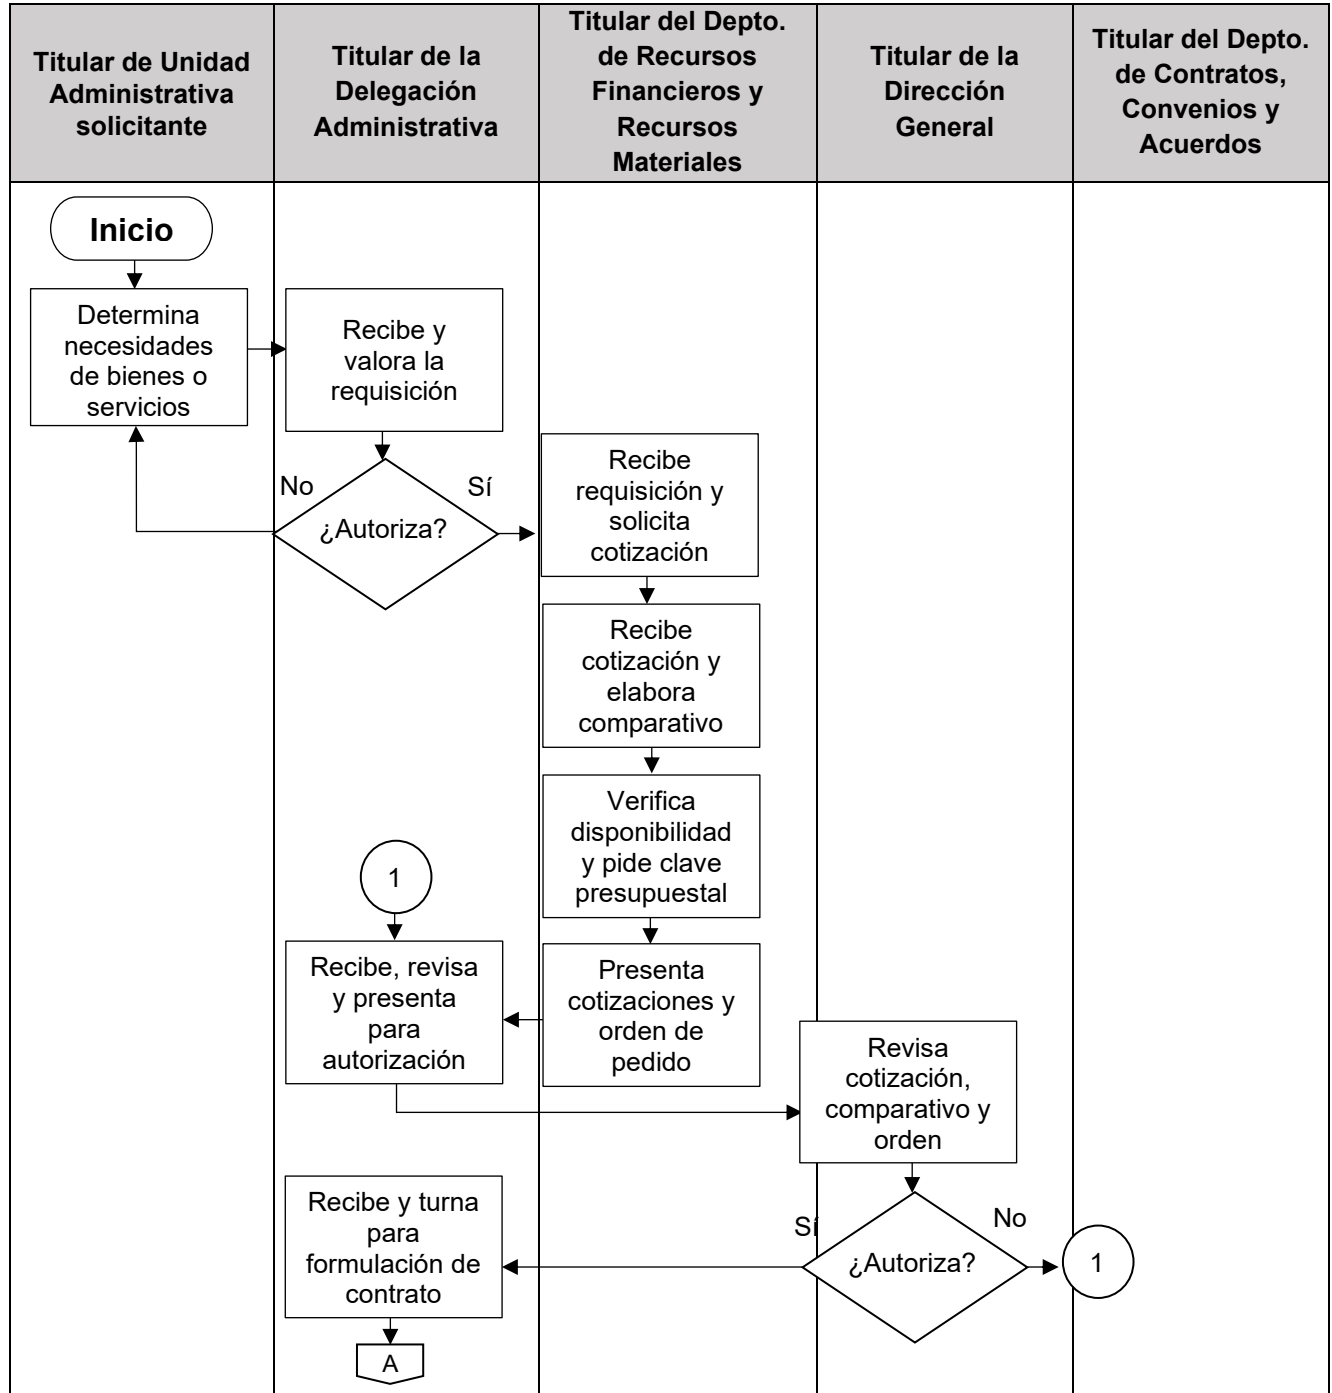 Titular de Unidad
Administrativa
solicitante
Titular de la
Delegación
Administrativa
Titular del Depto.
de Recursos
Financieros y
Recursos
Materiales
Titular de la
Dirección
General
Titular del Depto.
de Contratos,
Convenios y
Acuerdos
Inicio
Determina
necesidades
de bienes o
servicios
Recibe y
valora la
requisición
No
Sí
¿Autoriza?
Recibe
requisición y
solicita
cotización
Recibe
cotización y
elabora
comparativo
Verifica
disponibilidad
y pide clave
presupuestal
1
Recibe, revisa
y presenta
para
autorización
Presenta
cotizaciones y
orden de
pedido
Revisa
cotización,
comparativo y
orden
Recibe y turna
para
formulación de
contrato
Sí
No
¿Autoriza?
1
A